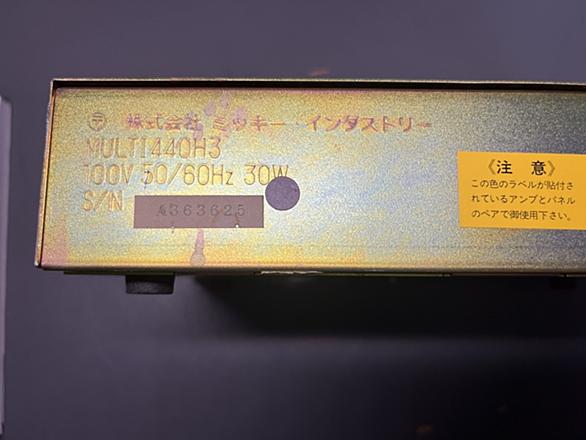 〒 株式会社 ミッキー・インダストリー
MULTI440H3
100V 50/60Hz 30W
S/N A363625
《注 意》
この色のラベルが貼付さ
れているアンプとパネル
のペアで御使用下さい。